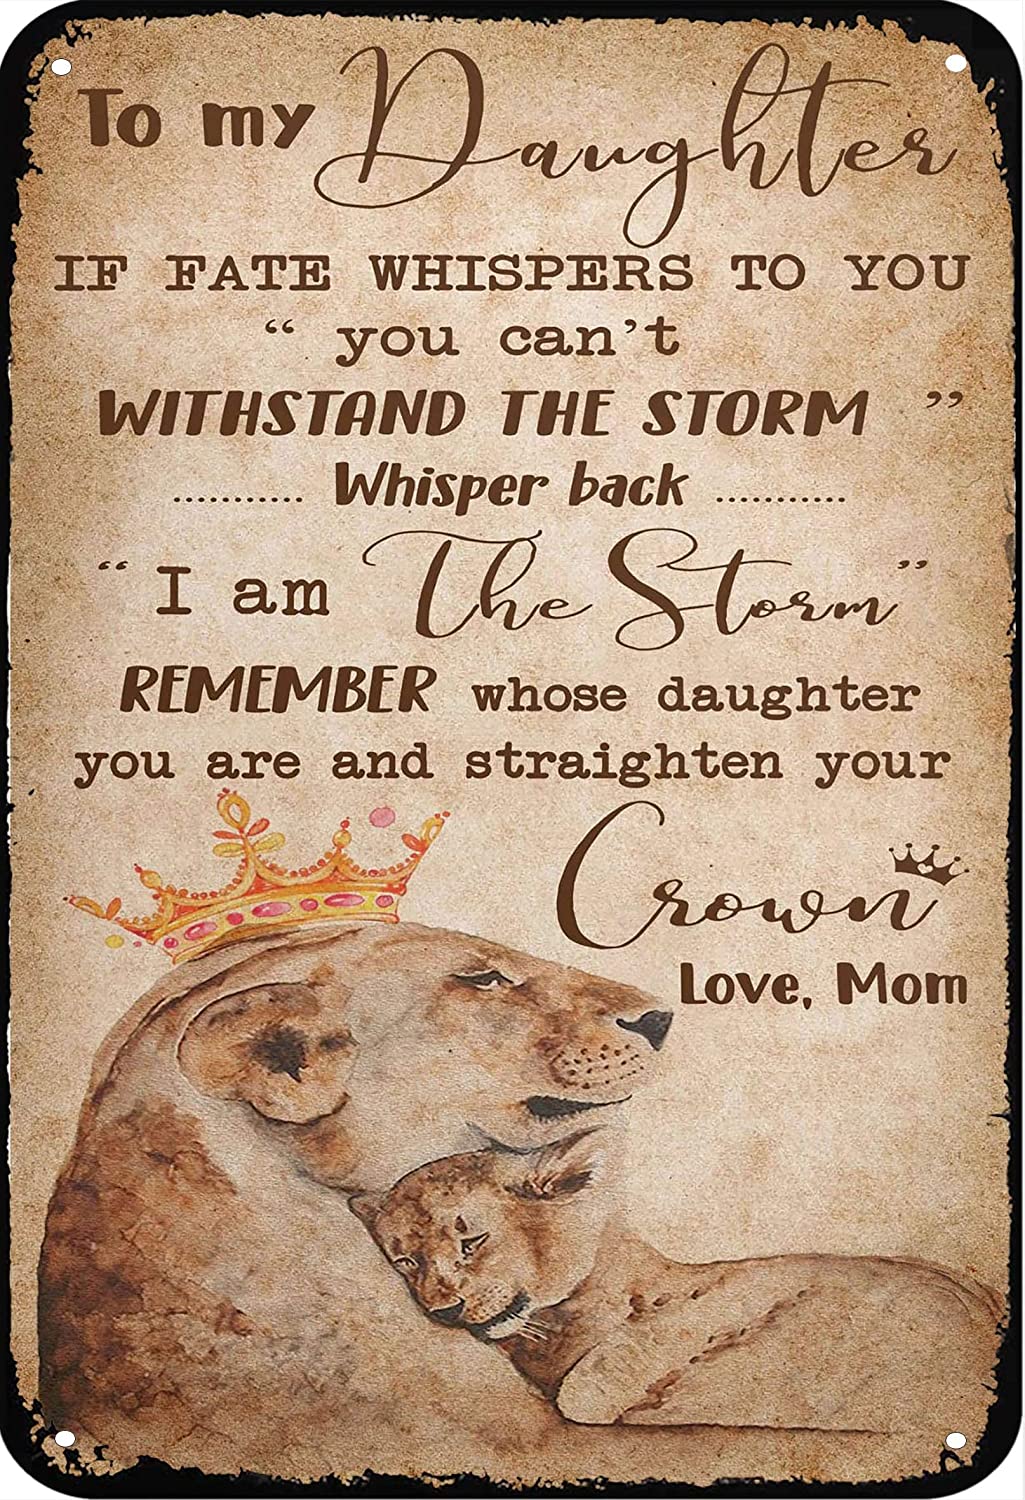 To my Daughter
IF FATE WHISPERS TO YOU
“ you can’t
WITHSTAND THE STORM ”
........... Whisper back ...........
“ I am The Storm ”
REMEMBER whose daughter
you are and straighten your
Crown
Love, Mom